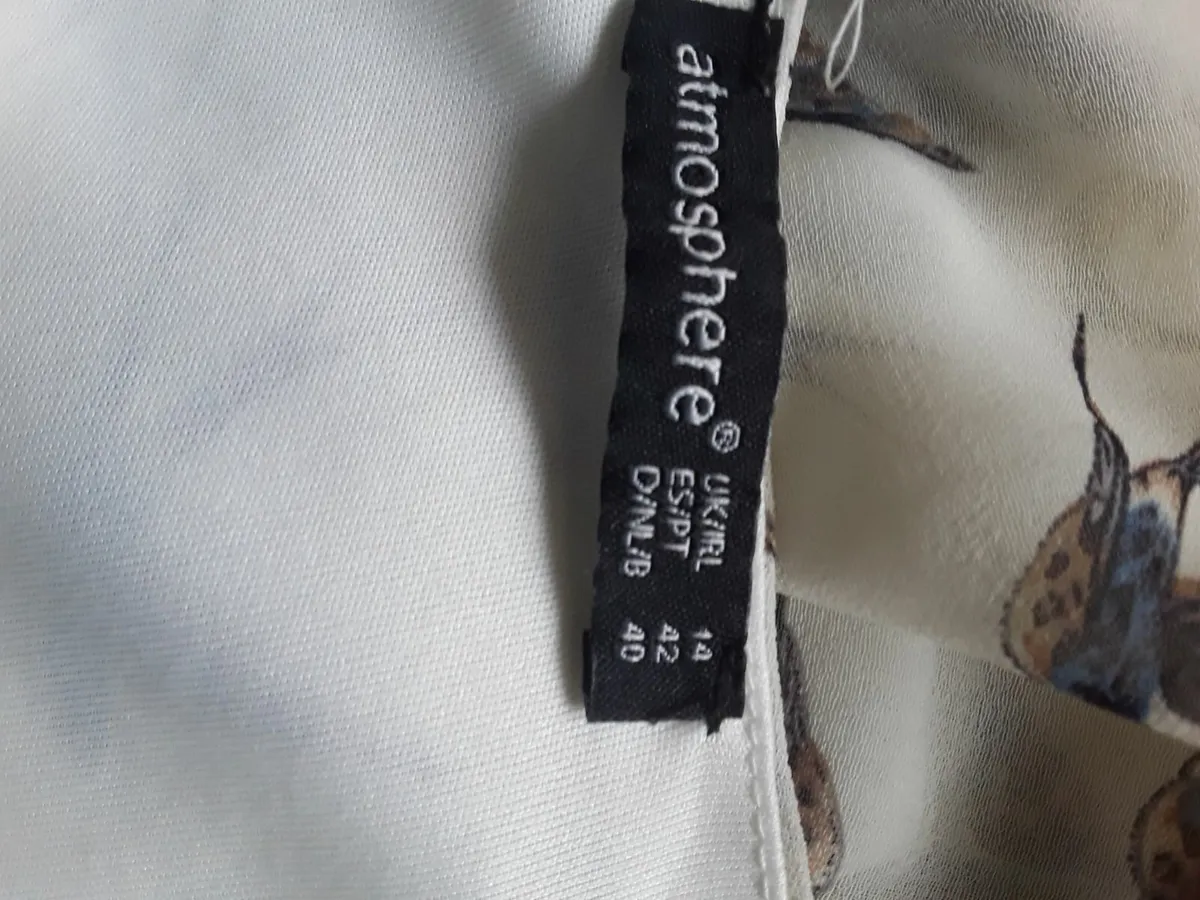 atmosphere®
UK/IRL 14
ES/PT 42
D/NL/B 40